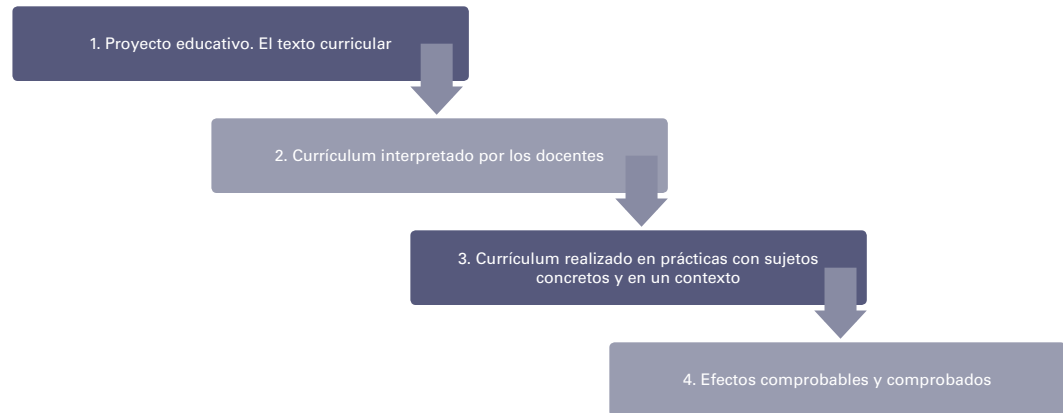 1. Proyecto educativo. El texto curricular
2. Currículum interpretado por los docentes
3. Currículum realizado en prácticas con sujetos
concretos y en un contexto
4. Efectos comprobables y comprobados